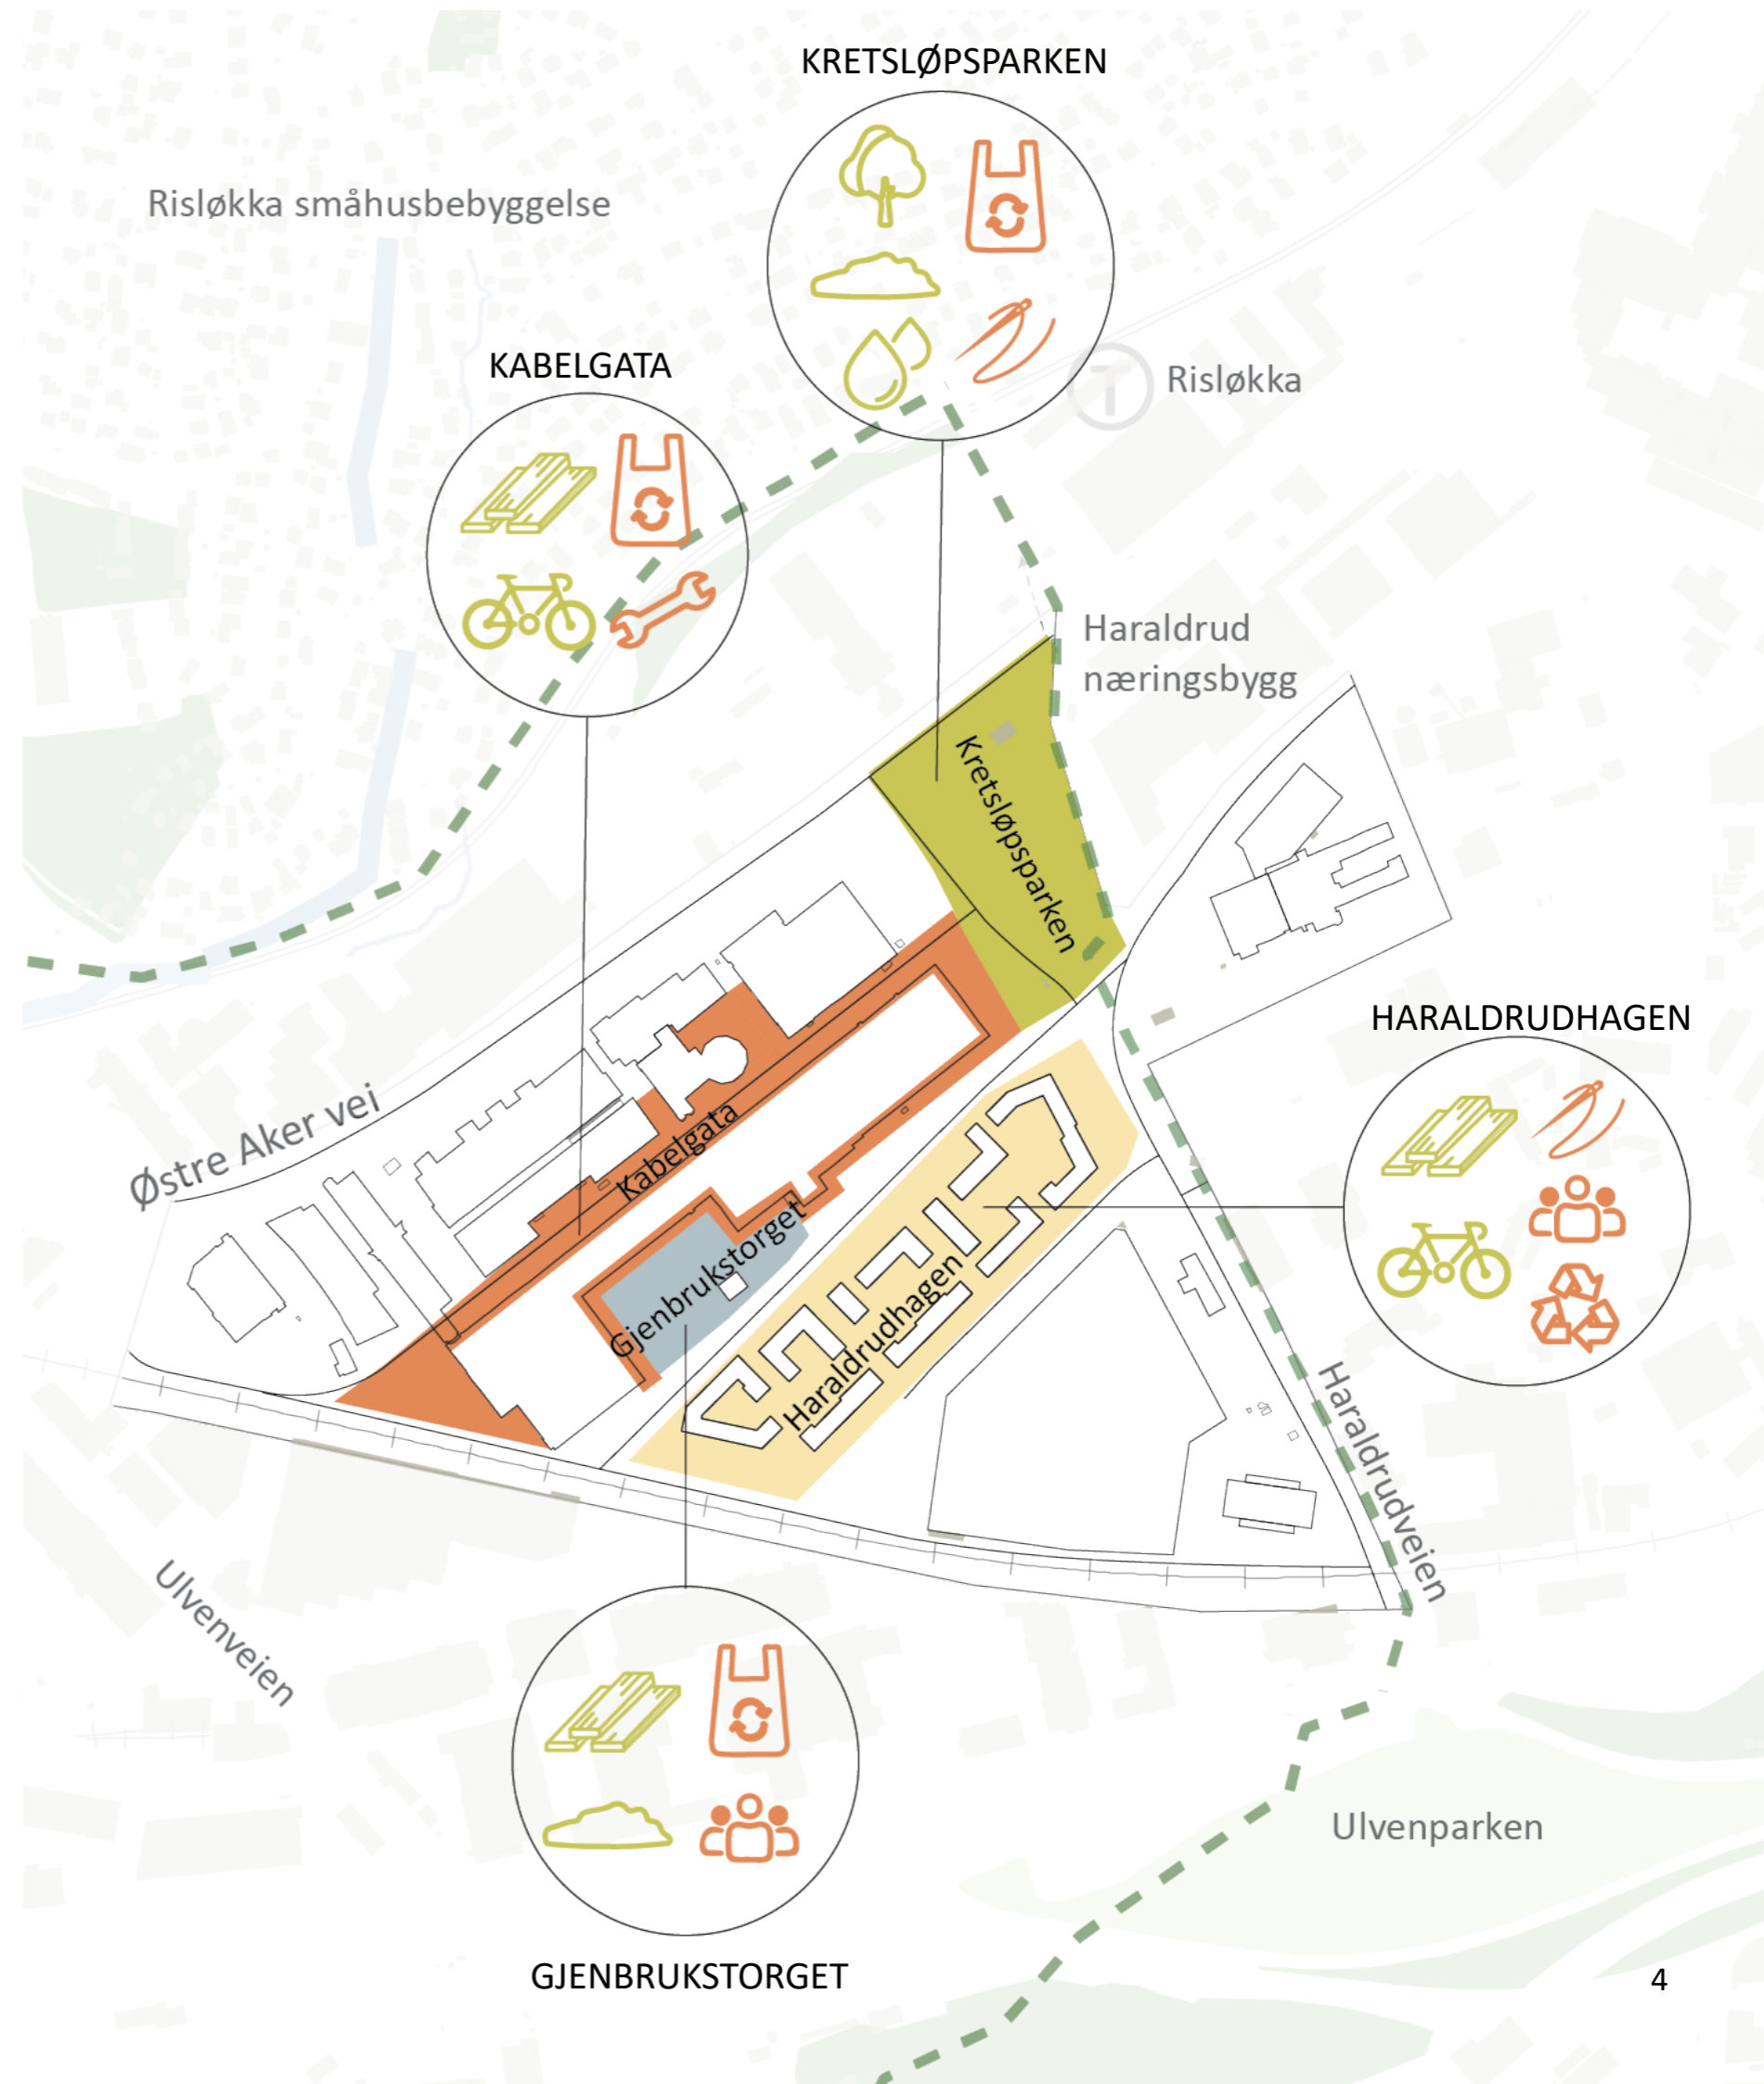 KRETSLØPSPARKEN
Risløkka småhusbebyggelse
KABELGATA
T
Risløkka
Haraldrud
næringsbygg
Kretsløpsparken
HARALDRUDHAGEN
Østre Aker vei
Kabelgata
Gjenbrukstorget
Haraldrudhagen
Haraldrudveien
Ulvenveien
Ulvenparken
GJENBRUKSTORGET
4